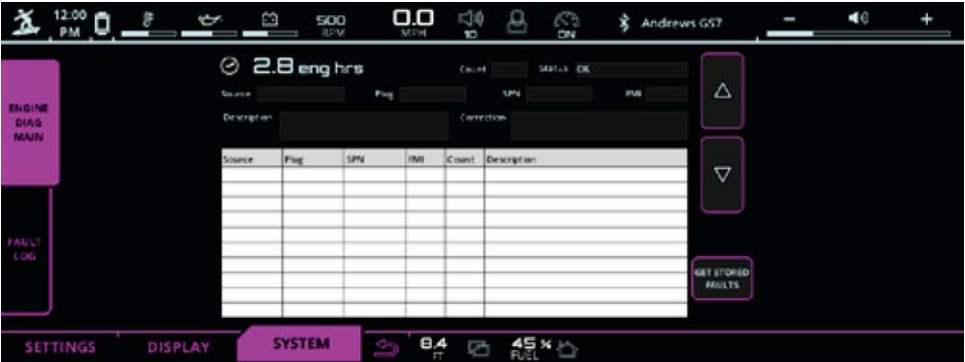 12:00 PM
500 RPM
0.0 MPH
10
ON
Andrews GS7
- +
2.8 eng hrs
Count
Status OK
Source
Plug
SPN
FMI
Description
Correction
Source Plug SPN FMI Count Description
ENGINE DIAG MAIN
FAULT LOG
GET STORED FAULTS
SETTINGS DISPLAY SYSTEM
8.4 FT
45 % FUEL